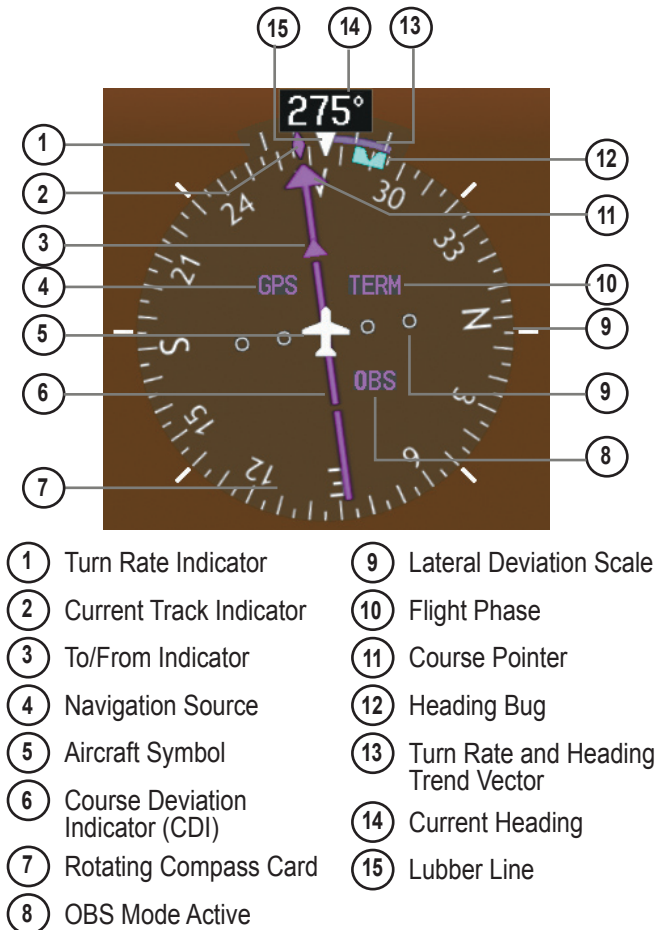 15
14
13
275°
1
12
2
30
11
24
33
3
4
GPS
TERM
10
21
N
5
9
S
3
6
OBS
9
15
6
8
7
12
E
1 Turn Rate Indicator
2 Current Track Indicator
3 To/From Indicator
4 Navigation Source
5 Aircraft Symbol
6 Course Deviation
Indicator (CDI)
7 Rotating Compass Card
8 OBS Mode Active
9 Lateral Deviation Scale
10 Flight Phase
11 Course Pointer
12 Heading Bug
13 Turn Rate and Heading
Trend Vector
14 Current Heading
15 Lubber Line